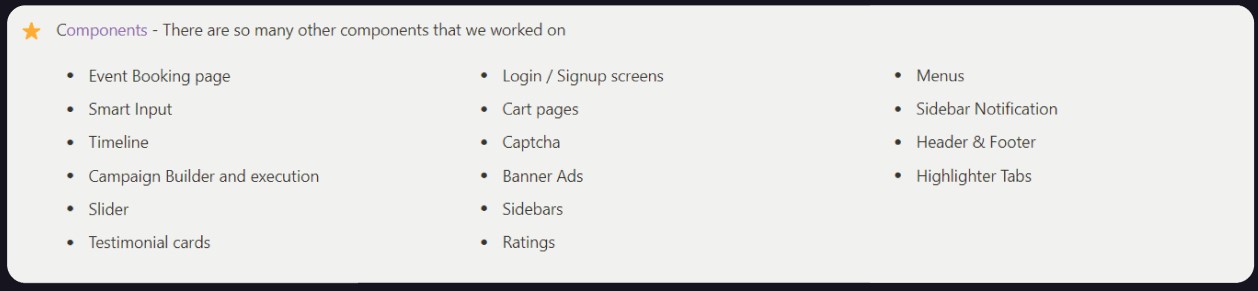 Components - There are so many other components that we worked on
Event Booking page
Smart Input
Timeline
Campaign Builder and execution
Slider
Testimonial cards
Login / Signup screens
Cart pages
Captcha
Banner Ads
Sidebars
Ratings
Menus
Sidebar Notification
Header & Footer
Highlighter Tabs